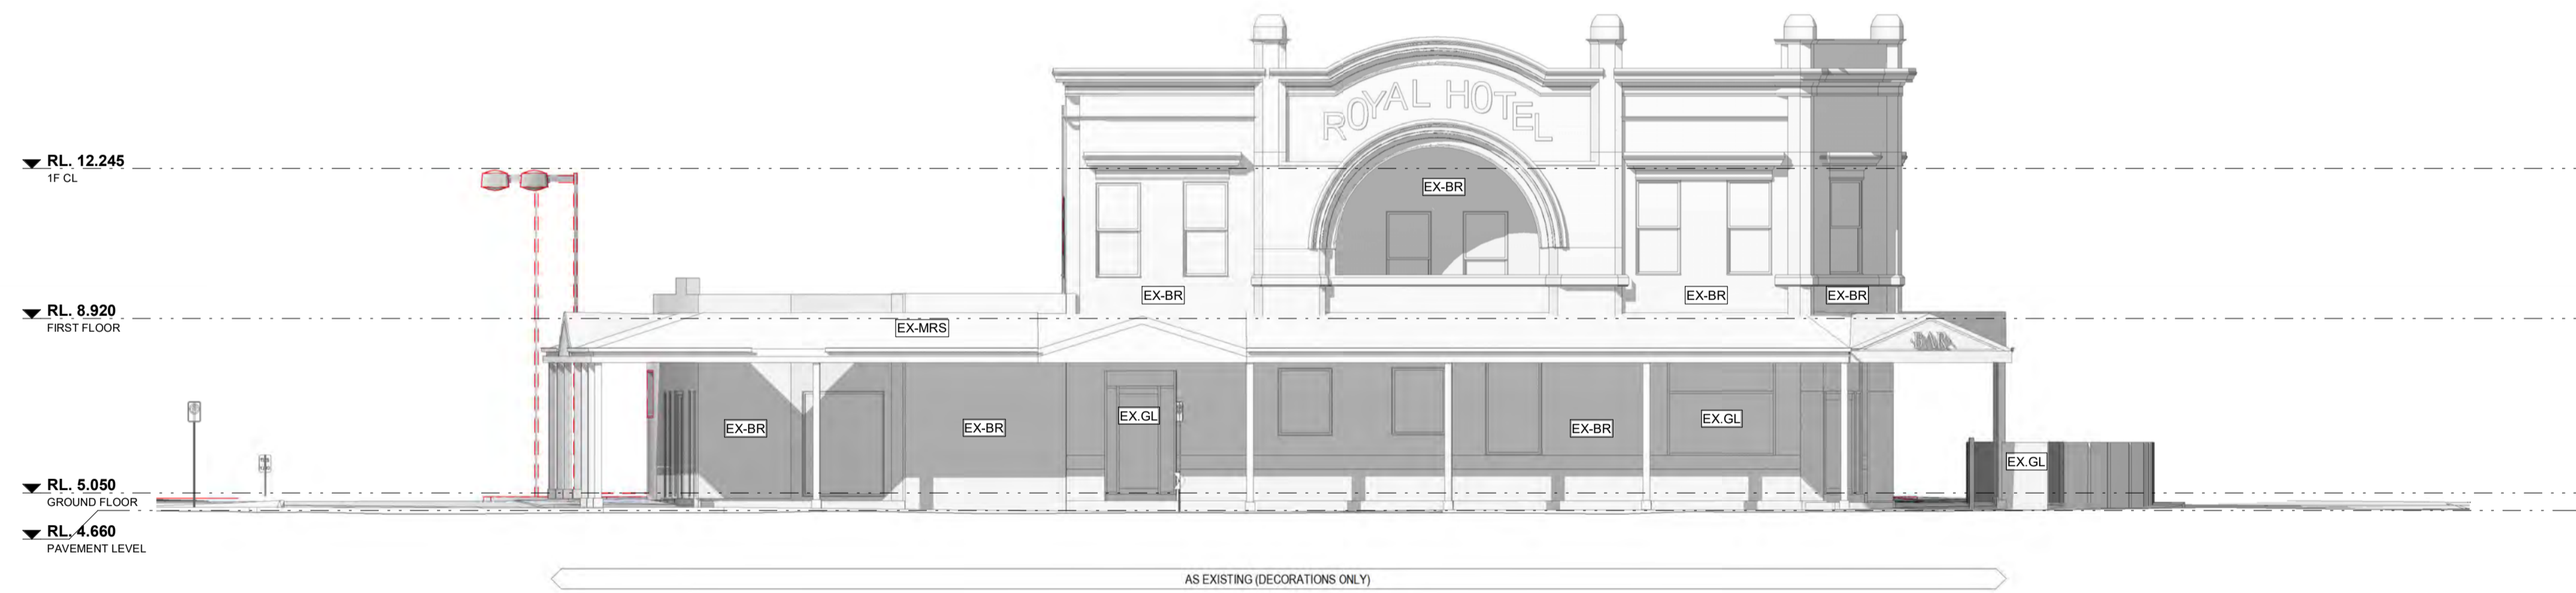 ROYAL HOTEL
RL. 12.245
1F CL
EX-BR
EX-BR
EX-BR
EX-BR
RL. 8.920
FIRST FLOOR
EX-MRS
BAR
EX.GL
EX.GL
EX-BR
EX-BR
EX-BR
EX.GL
RL. 5.050
GROUND FLOOR
RL. 4.660
PAVEMENT LEVEL
AS EXISTING (DECORATIONS ONLY)